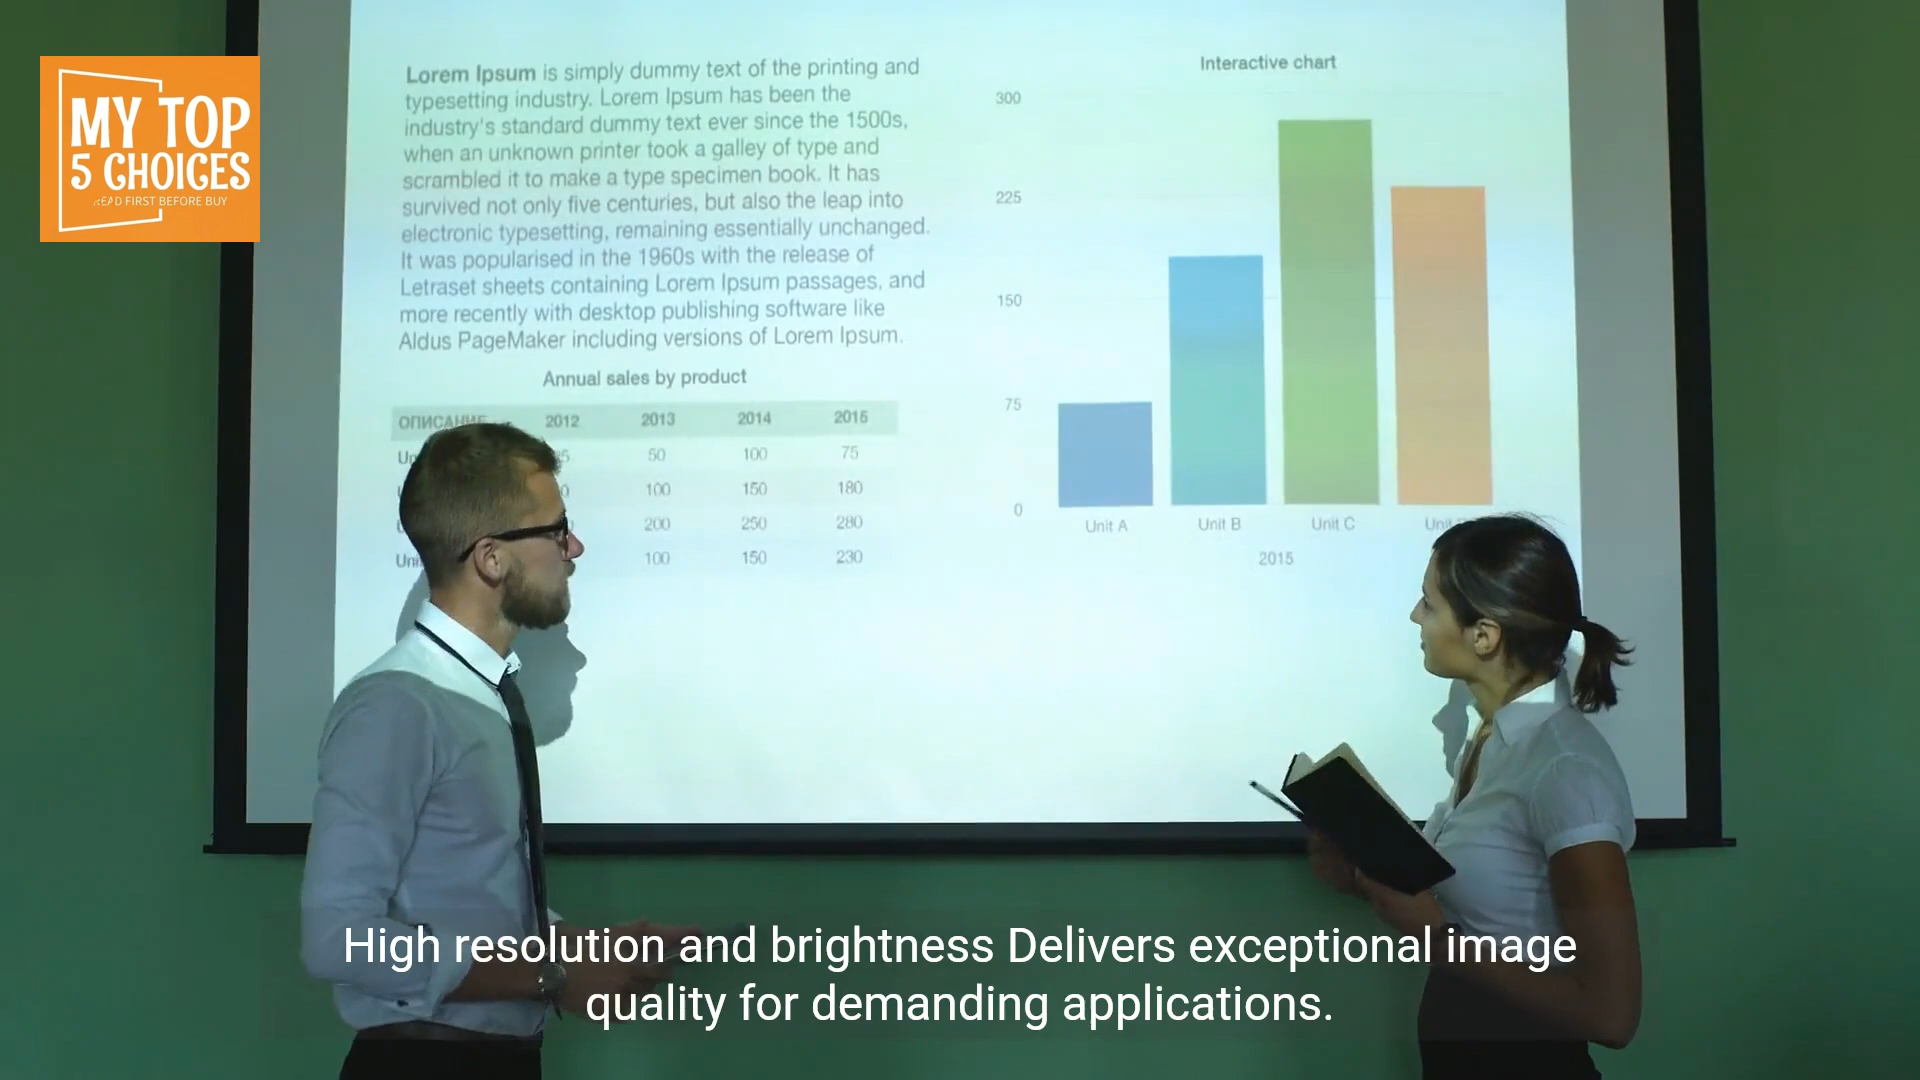 MY TOP
5 CHOICES
READ FIRST BEFORE BUY
Lorem Ipsum is simply dummy text of the printing and
typesetting industry. Lorem Ipsum has been the
industry's standard dummy text ever since the 1500s,
when an unknown printer took a galley of type and
scrambled it to make a type specimen book. It has
survived not only five centuries, but also the leap into
electronic typesetting, remaining essentially unchanged.
It was popularised in the 1960s with the release of
Letraset sheets containing Lorem Ipsum passages, and
more recently with desktop publishing software like
Aldus PageMaker including versions of Lorem Ipsum.
Annual sales by product
ОПИСАНИЕ 2012 2013 2014 2015
50 100 75
100 150 180
200 250 280
100 150 230
Interactive chart
300
225
150
75
0
Unit A Unit B Unit C
2015
High resolution and brightness Delivers exceptional image
quality for demanding applications.